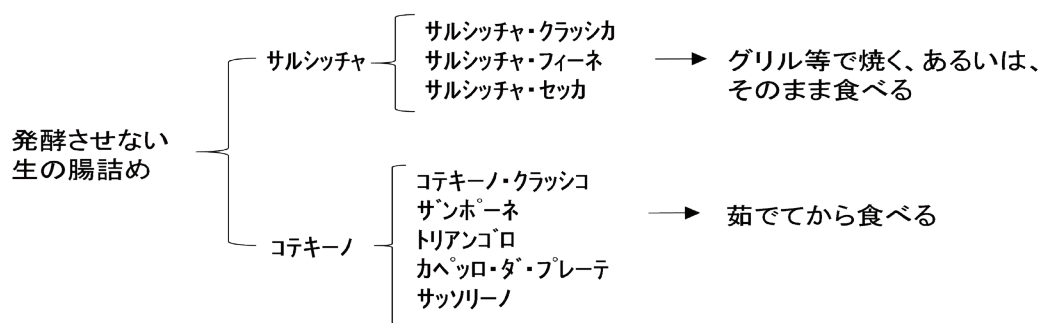 サルシッチャ・クラッシカ
サルシッチャ・フィーネ
サルシッチャ・セッカ
サルシッチャ
グリル等で焼く、あるいは、
そのまま食べる
発酵させない
生の腸詰め
コテキーノ・クラッシコ
ザンポーネ
トリアンゴロ
カペッロ・ダ・プレーテ
サッソリーノ
コテキーノ
茹でてから食べる